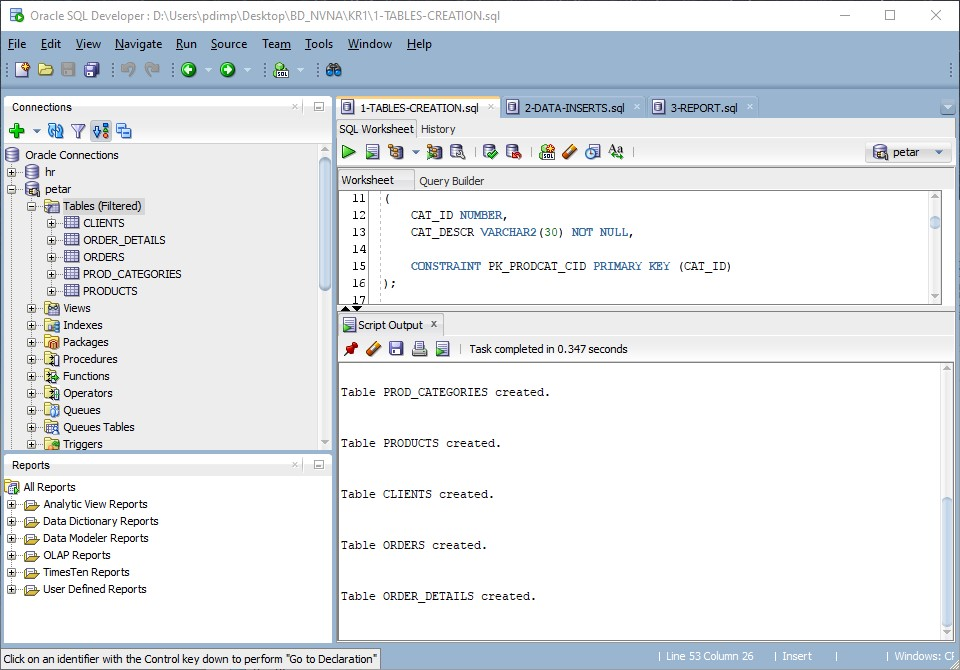 Oracle SQL Developer : D:\Users\pdimp\Desktop\BD_NVNA\KR1\1-TABLES-CREATION.sql
File Edit View Navigate Run Source Team Tools Window Help
Connections
Oracle Connections
hr
petar
Tables (Filtered)
CLIENTS
ORDER_DETAILS
ORDERS
PROD_CATEGORIES
PRODUCTS
Views
Indexes
Packages
Procedures
Functions
Operators
Queues
Queues Tables
Triggers
Reports
All Reports
Analytic View Reports
Data Dictionary Reports
Data Modeler Reports
OLAP Reports
TimesTen Reports
User Defined Reports
1-TABLES-CREATION.sql 2-DATA-INSERTS.sql 3-REPORT.sql
SQL Worksheet History
petar
Worksheet Query Builder
11 (
12 CAT_ID NUMBER,
13 CAT_DESCR VARCHAR2(30) NOT NULL,
14
15 CONSTRAINT PK_PRODCAT_CID PRIMARY KEY (CAT_ID)
16 );
17
Script Output x
Task completed in 0.347 seconds
Table PROD_CATEGORIES created.
Table PRODUCTS created.
Table CLIENTS created.
Table ORDERS created.
Table ORDER_DETAILS created.
Click on an identifier with the Control key down to perform "Go to Declaration"
| Line 53 Column 26 | Insert | | Windows: